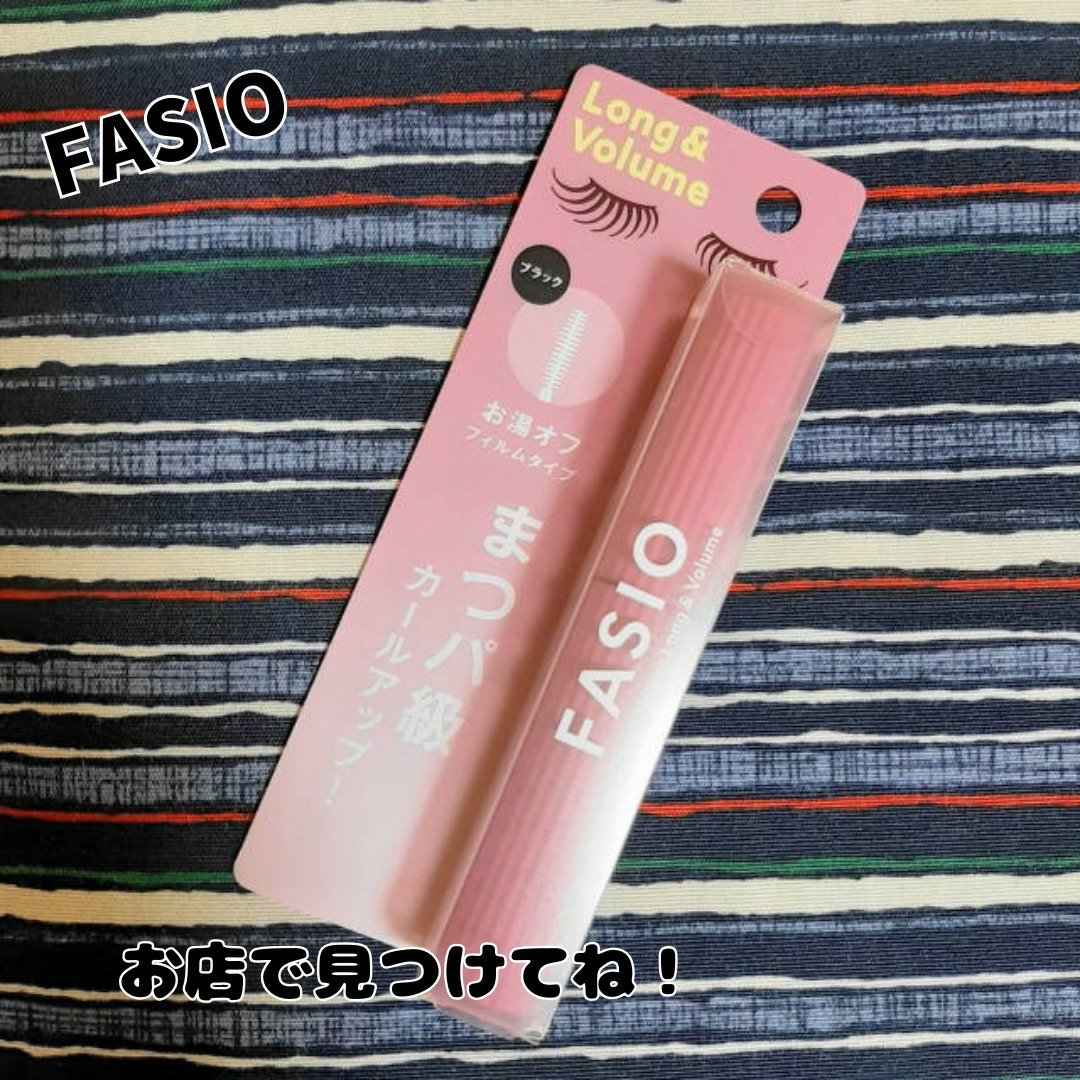 FASIO
Long &
Volume
ブラック
お湯オフ
フィルムタイプ
まつパ級
カールアップ!
FASIO
Long & Volume
お店で見つけてね！